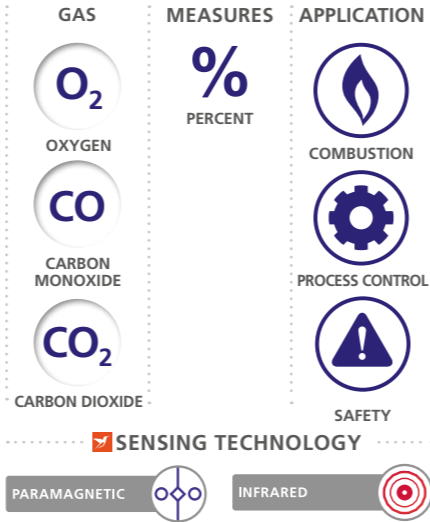 GAS
O2
OXYGEN
CO
CARBON
MONOXIDE
CO2
CARBON DIOXIDE
MEASURES
%
PERCENT
APPLICATION
COMBUSTION
PROCESS CONTROL
!
SAFETY
SENSING TECHNOLOGY
PARAMAGNETIC
INFRARED